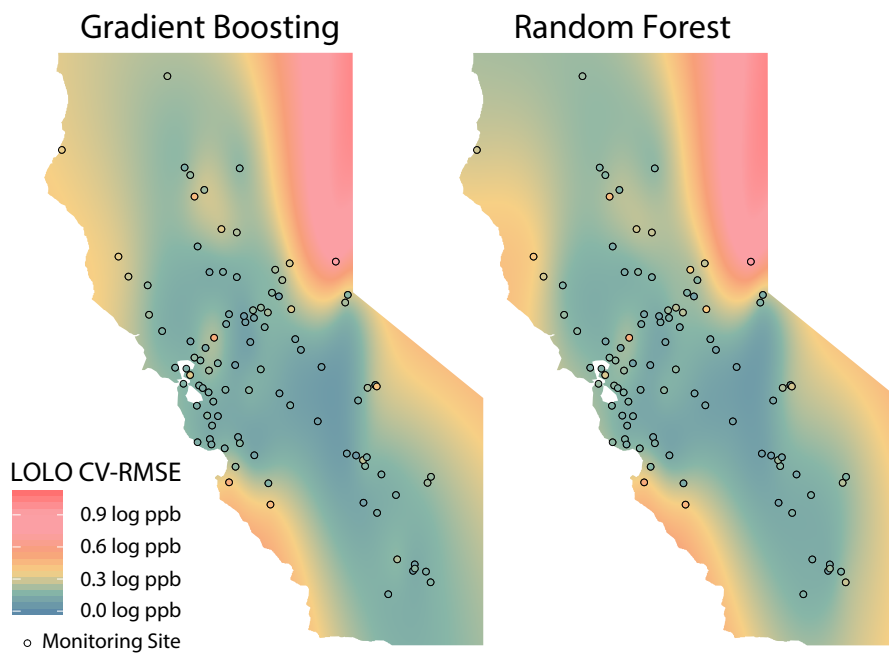 Gradient Boosting
Random Forest
LOLO CV-RMSE
0.9 log ppb
0.6 log ppb
0.3 log ppb
0.0 log ppb
Monitoring Site